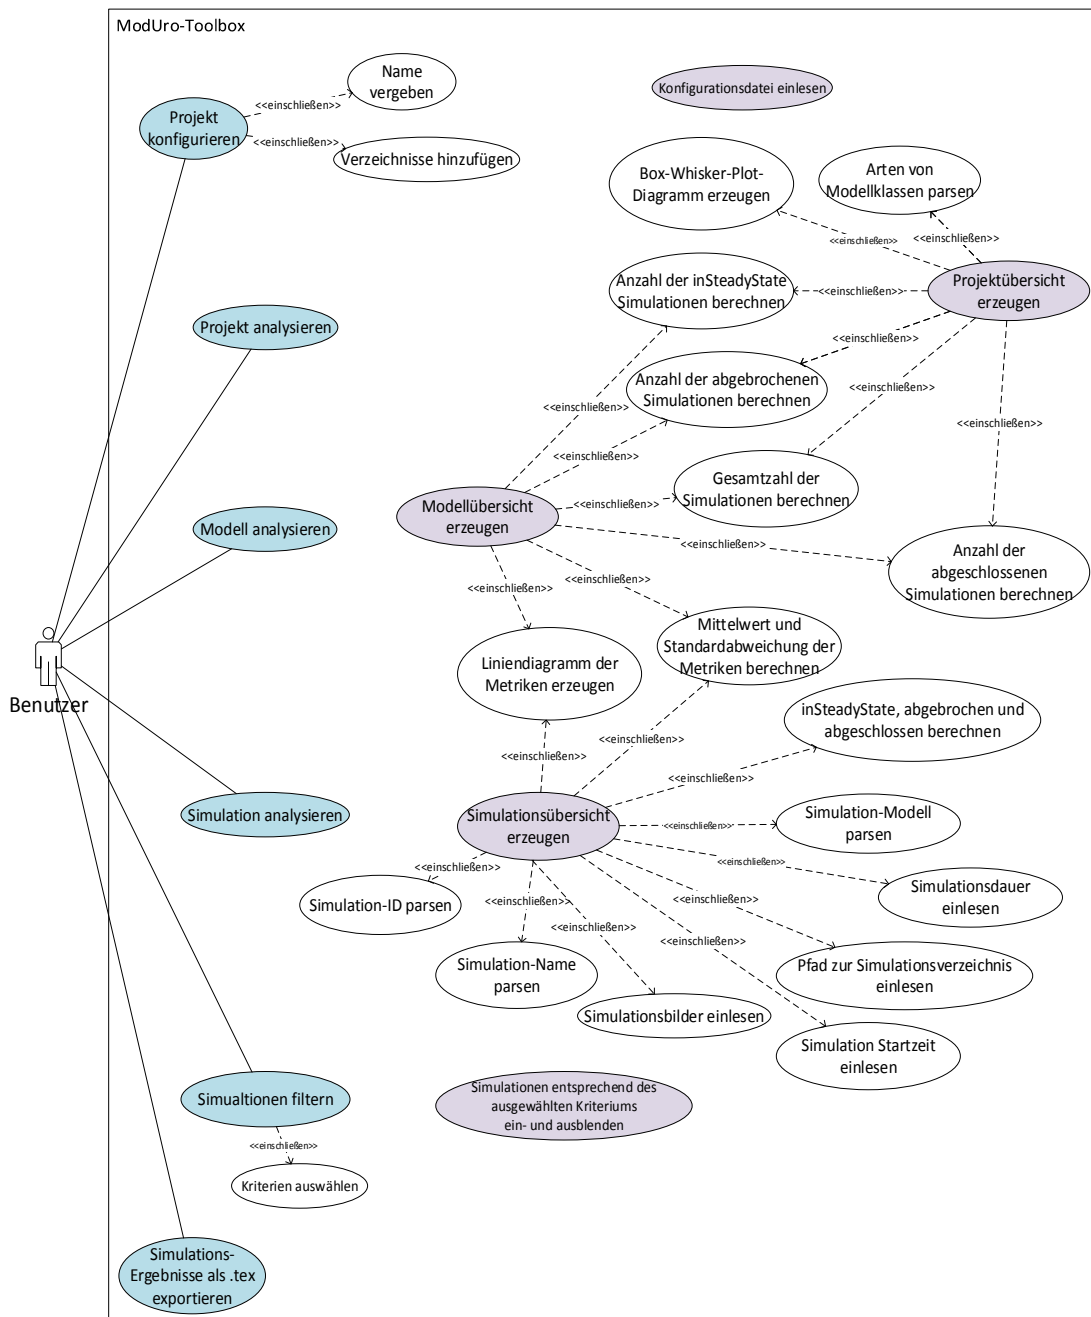 ModUro-Toolbox
Name
vergeben
<<einschließen>>
Projekt
konfigurieren
<<einschließen>>
Verzeichnisse hinzufügen
Konfigurationsdatei einlesen
Box-Whisker-Plot-
Diagramm erzeugen
Arten von
Modellklassen parsen
<<einschließen>>
<<einschließen>>
Projektübersicht
erzeugen
Anzahl der inSteadyState
Simulationen berechnen
<<einschließen>>
Projekt analysieren
<<einschließen>>
Anzahl der abgebrochenen
Simulationen berechnen
<<einschließen>>
<<einschließen>>
<<einschließen>>
<<einschließen>>
Gesamtzahl der
Simulationen berechnen
<<einschließen>>
Modellübersicht
erzeugen
Modell analysieren
<<einschließen>>
Anzahl der
abgeschlossenen
Simulationen berechnen
<<einschließen>>
<<einschließen>>
Mittelwert und
Standardabweichung der
Metriken berechnen
Liniendiagramm der
Metriken erzeugen
Benutzer
inSteadyState, abgebrochen und
abgeschlossen berechnen
<<einschließen>>
<<einschließen>>
<<einschließen>>
Simulation analysieren
Simulationsübersicht
erzeugen
<<einschließen>>
Simulation-Modell
parsen
<<einschließen>>
<<einschließen>>
Simulationsdauer
einlesen
Simulation-ID parsen
<<einschließen>>
<<einschließen>>
<<einschließen>>
<<einschließen>>
Simulation-Name
parsen
Pfad zur Simulationsverzeichnis
einlesen
Simulationsbilder einlesen
Simulation Startzeit
einlesen
Simualtionen filtern
Simulationen entsprechend des
ausgewählten Kriteriums
ein- und ausblenden
<<einschließen>>
Kriterien auswählen
Simulations-
Ergebnisse als .tex
exportieren